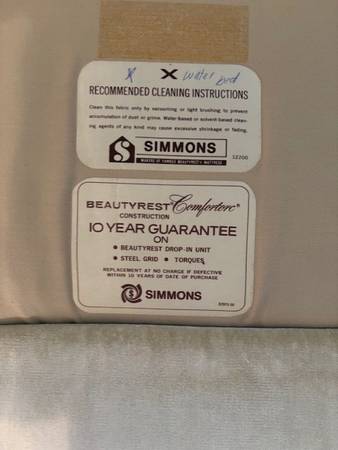 X water bed
RECOMMENDED CLEANING INSTRUCTIONS
Clean this fabric only by vacuuming or light brushing to prevent
accumulation of dust or grime. Water-based or solvent-based clean-
ing agents of any kind may cause excessive shrinkage or fading.
SIMMONS
MAKERS OF FAMOUS BEAUTYREST® MATTRESS
12200
BEAUTYREST® Comfortorc®
CONSTRUCTION
10 YEAR GUARANTEE
ON
• BEAUTYREST DROP-IN UNIT
• STEEL GRID • TORQUES
REPLACEMENT AT NO CHARGE IF DEFECTIVE
WITHIN 10 YEARS OF DATE OF PURCHASE
SIMMONS